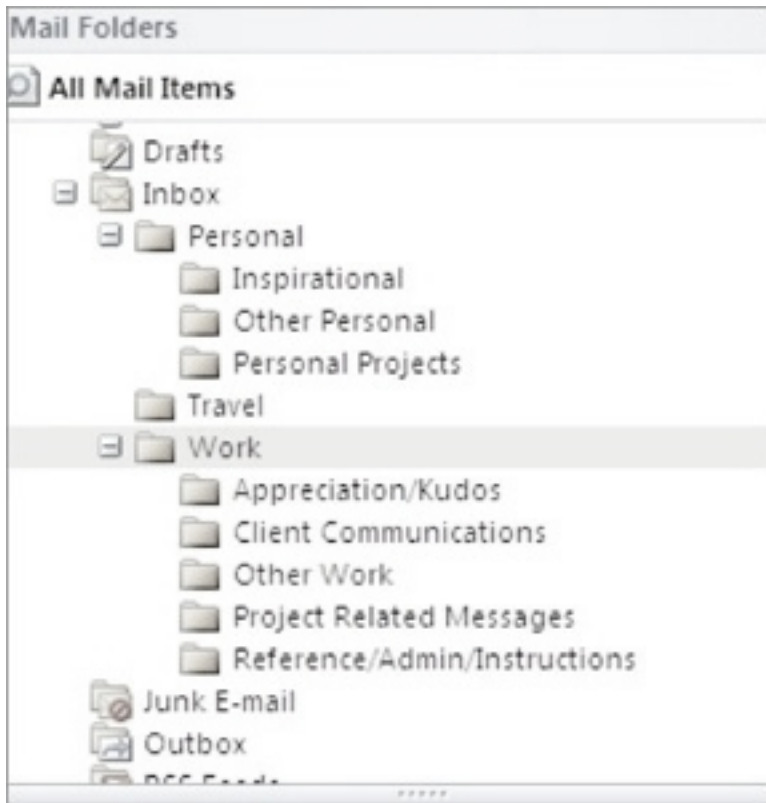 Mail Folders
All Mail Items
Drafts
Inbox
Personal
Inspirational
Other Personal
Personal Projects
Travel
Work
Appreciation/Kudos
Client Communications
Other Work
Project Related Messages
Reference/Admin/Instructions
Junk E-mail
Outbox